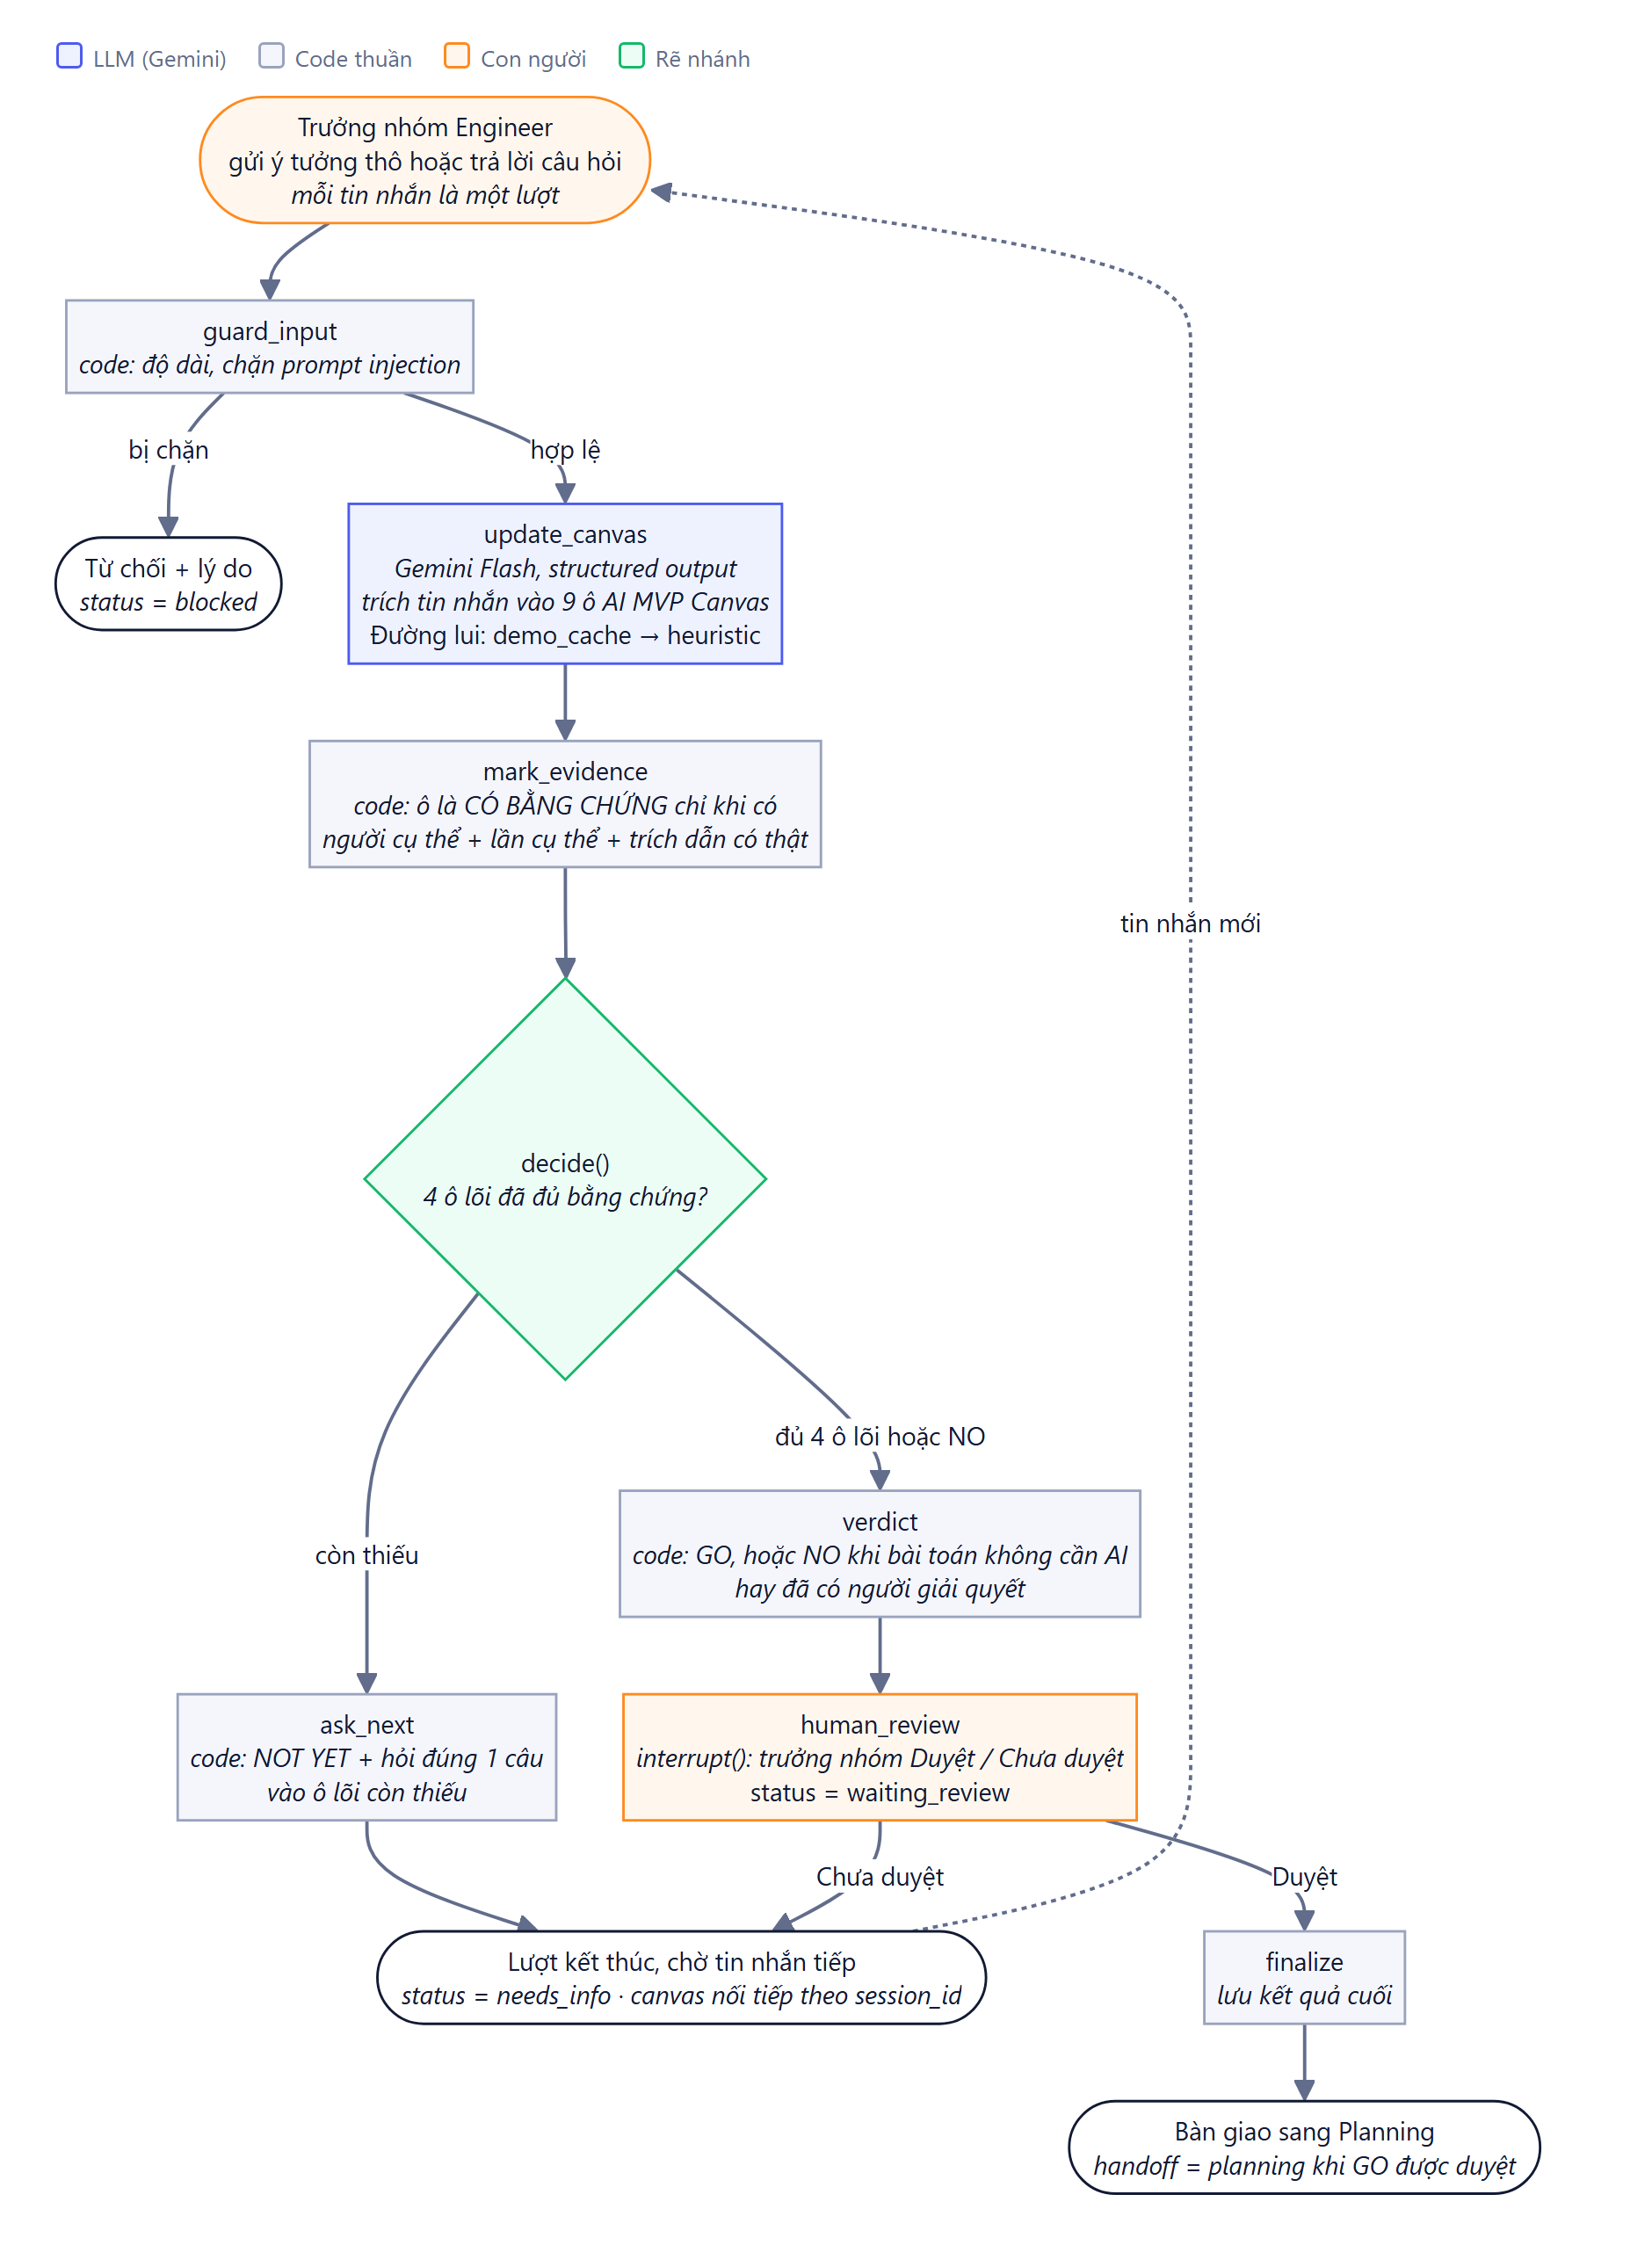 LLM (Gemini)
Code thuần
Con người
Rẽ nhánh
Trưởng nhóm Engineer
gửi ý tưởng thô hoặc trả lời câu hỏi
mỗi tin nhắn là một lượt
guard_input
code: độ dài, chặn prompt injection
bị chặn
hợp lệ
Từ chối + lý do
status = blocked
update_canvas
Gemini Flash, structured output
trích tin nhắn vào 9 ô AI MVP Canvas
Đường lui: demo_cache → heuristic
mark_evidence
code: ô là CÓ BẰNG CHỨNG chỉ khi có
người cụ thể + lần cụ thể + trích dẫn có thật
tin nhắn mới
decide()
4 ô lõi đã đủ bằng chứng?
đủ 4 ô lõi hoặc NO
còn thiếu
verdict
code: GO, hoặc NO khi bài toán không cần AI
hay đã có người giải quyết
ask_next
code: NOT YET + hỏi đúng 1 câu
vào ô lõi còn thiếu
human_review
interrupt(): trưởng nhóm Duyệt / Chưa duyệt
status = waiting_review
Chưa duyệt
Duyệt
Lượt kết thúc, chờ tin nhắn tiếp
status = needs_info · canvas nối tiếp theo session_id
finalize
lưu kết quả cuối
Bàn giao sang Planning
handoff = planning khi GO được duyệt